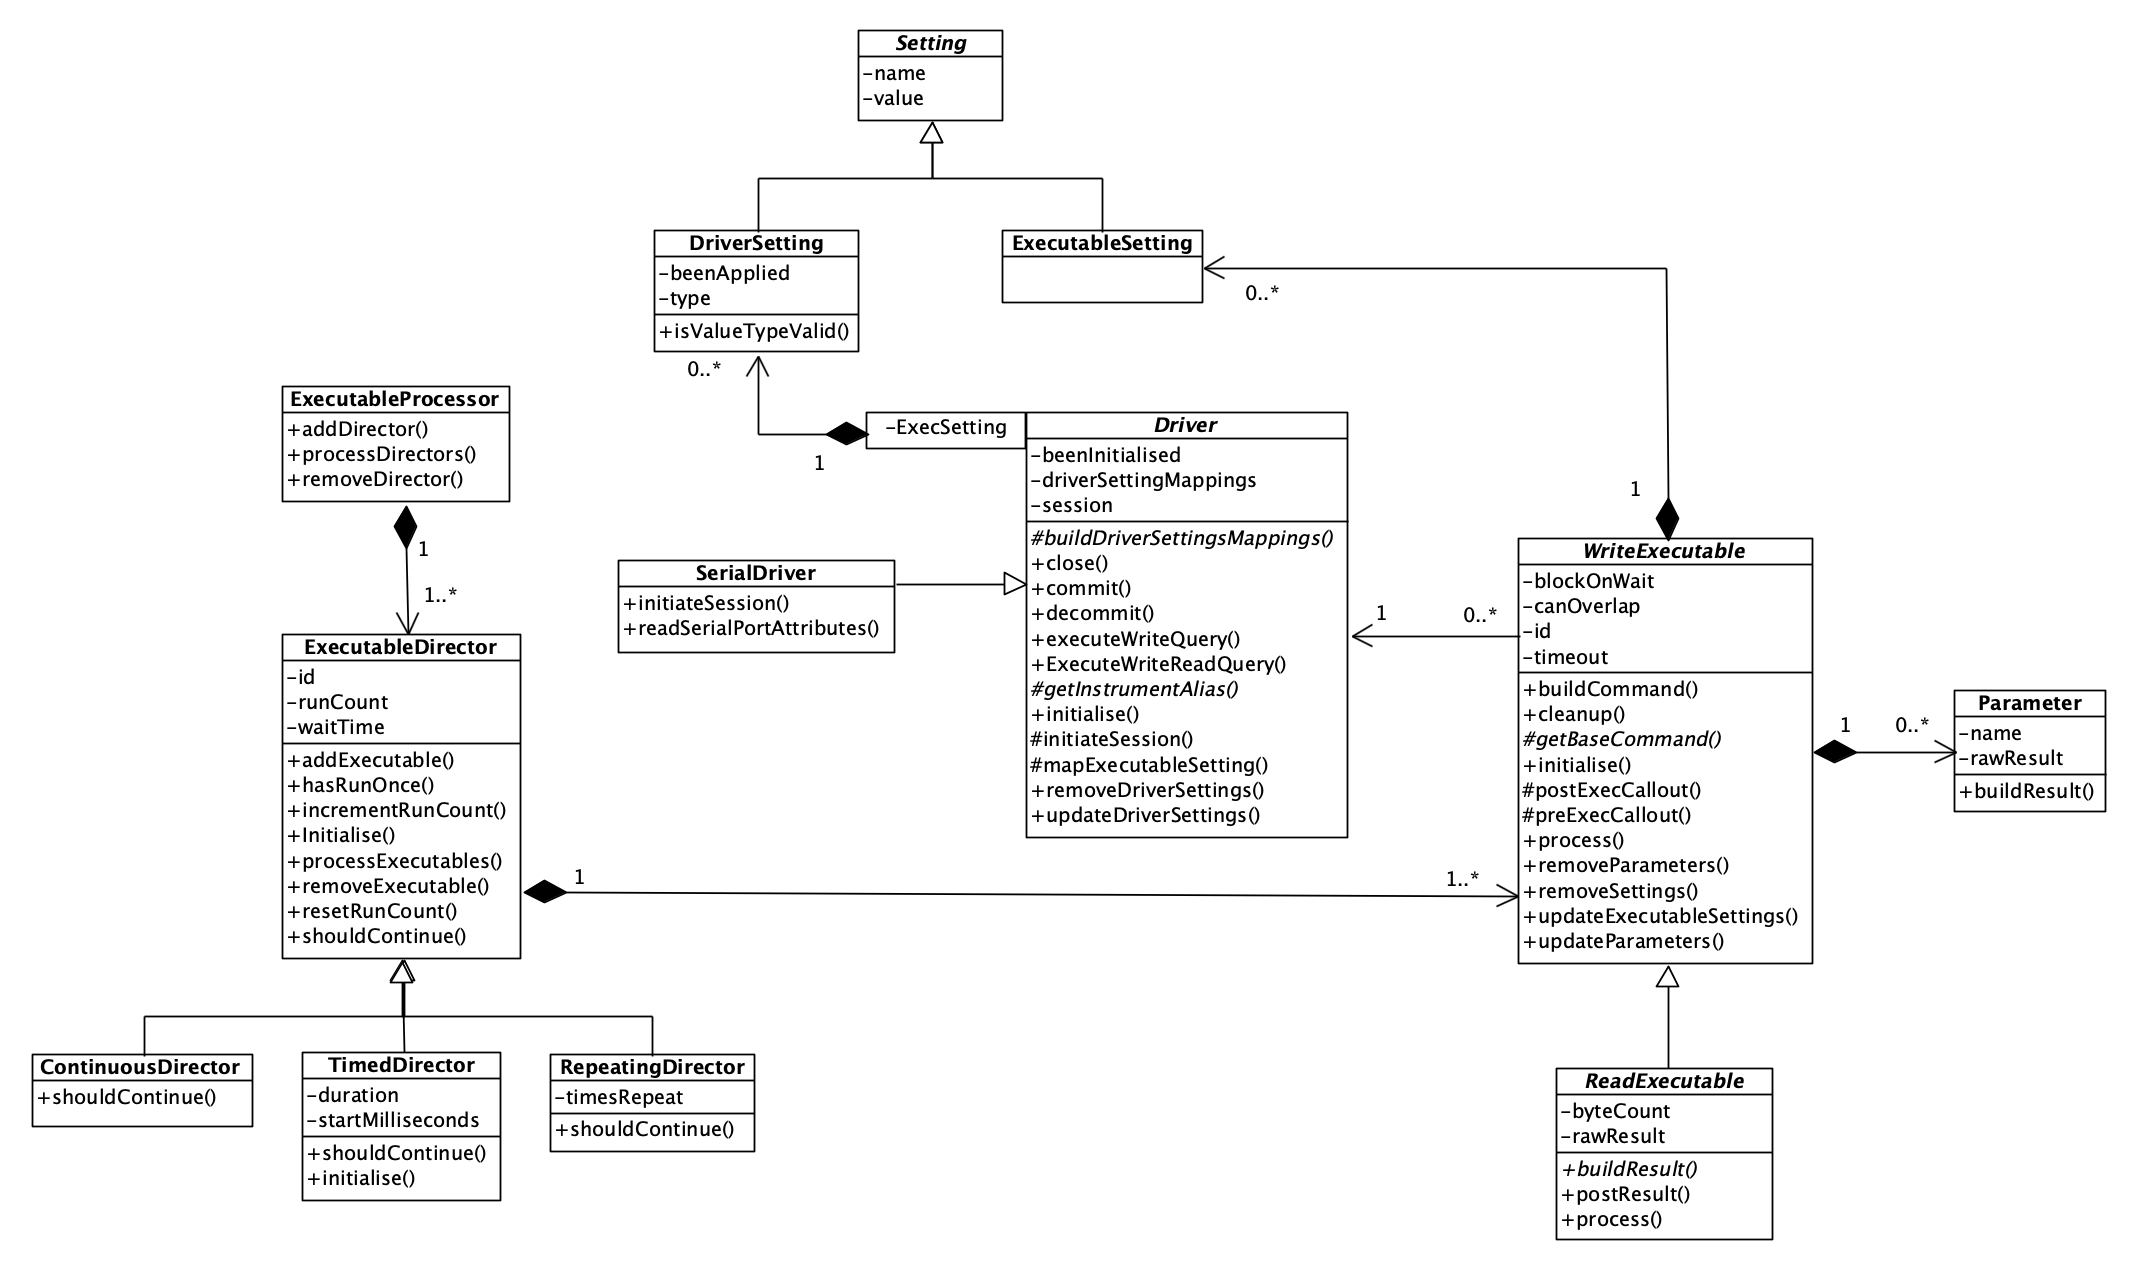 Setting
-name
-value
DriverSetting
-beenApplied
-type
+isValueTypeValid()
0..*
ExecutableSetting
0..*
ExecutableProcessor
+addDirector()
+processDirectors()
+removeDirector()
1
1..*
-ExecSetting
1
Driver
-beenInitialised
-driverSettingMappings
-session
#buildDriverSettingsMappings()
+close()
+commit()
+decommit()
+executeWriteQuery()
+ExecuteWriteReadQuery()
#getInstrumentAlias()
+initialise()
#initiateSession()
#mapExecutableSetting()
+removeDriverSettings()
+updateDriverSettings()
SerialDriver
+initiateSession()
+readSerialPortAttributes()
1
0..*
1
WriteExecutable
-blockOnWait
-canOverlap
-id
-timeout
+buildCommand()
+cleanup()
#getBaseCommand()
+initialise()
#postExecCallout()
#preExecCallout()
+process()
+removeParameters()
+removeSettings()
+updateExecutableSettings()
+updateParameters()
1
0..*
Parameter
-name
-rawResult
+buildResult()
ExecutableDirector
-id
-runCount
-waitTime
+addExecutable()
+hasRunOnce()
+incrementRunCount()
+Initialise()
+processExecutables()
+removeExecutable()
+resetRunCount()
+shouldContinue()
1
1..*
ContinuousDirector
+shouldContinue()
TimedDirector
-duration
-startMilliseconds
+shouldContinue()
+initialise()
RepeatingDirector
-timesRepeat
+shouldContinue()
ReadExecutable
-byteCount
-rawResult
+buildResult()
+postResult()
+process()